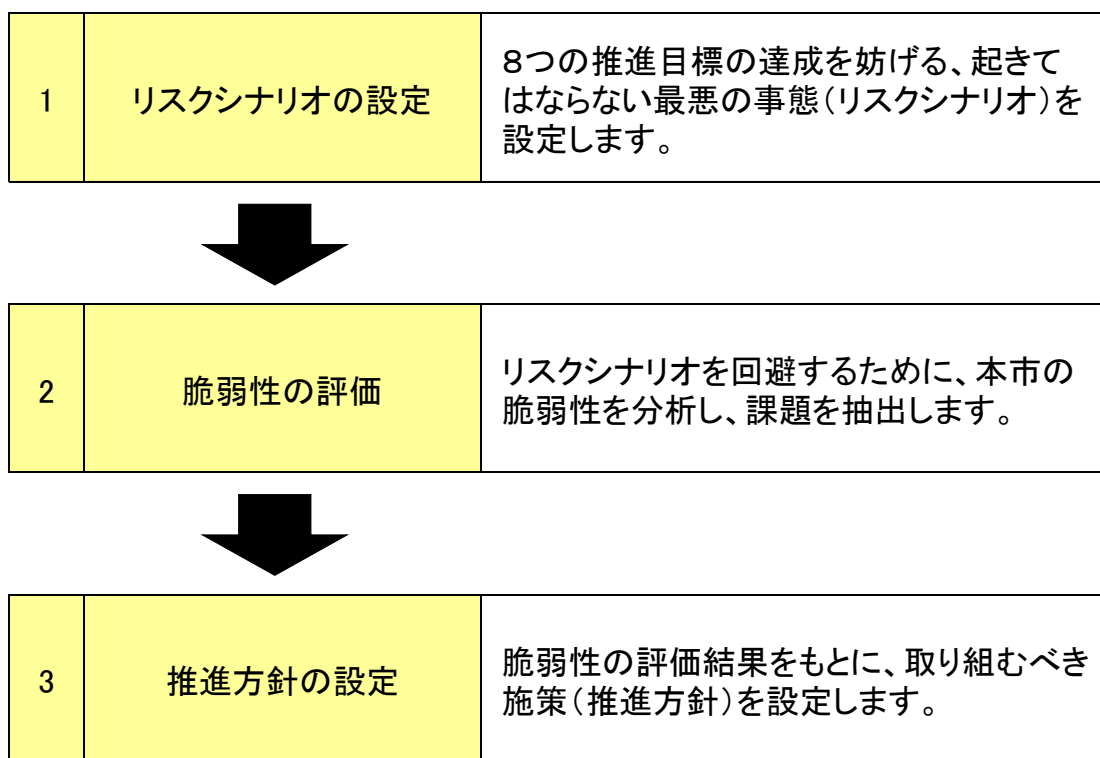 1
リスクシナリオの設定
8つの推進目標の達成を妨げる、起きて
はならない最悪の事態(リスクシナリオ)を
設定します。
2
脆弱性の評価
リスクシナリオを回避するために、本市の
脆弱性を分析し、課題を抽出します。
3
推進方針の設定
脆弱性の評価結果をもとに、取り組むべき
施策(推進方針)を設定します。